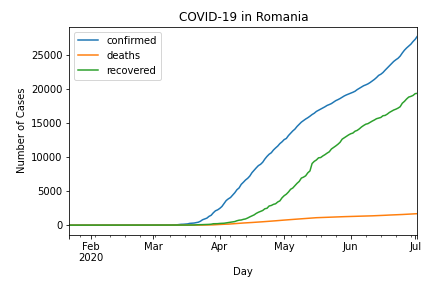 COVID-19 in Romania
confirmed
deaths
recovered
Number of Cases
25000
20000
15000
10000
5000
0
Feb
2020
Mar
Apr
May
Jun
Jul
Day